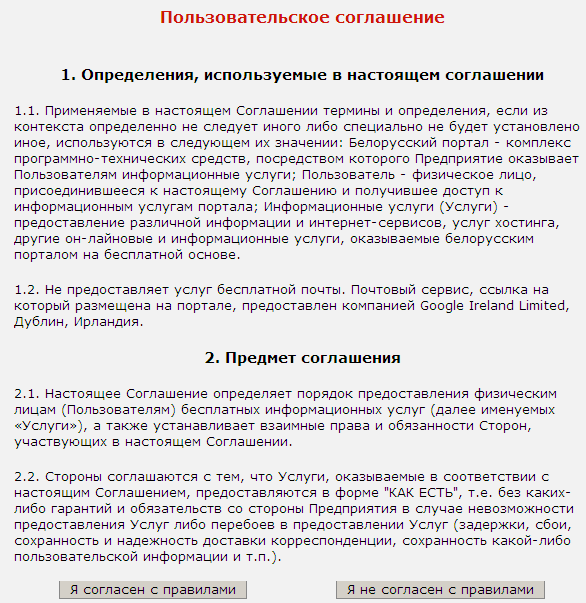 Пользовательское соглашение
1. Определения, используемые в настоящем соглашении
1.1. Применяемые в настоящем Соглашении термины и определения, если из
контекста определенно не следует иного либо специально не будет установлено
иное, используются в следующем их значении: Белорусский портал - комплекс
программно-технических средств, посредством которого Предприятие оказывает
Пользователям информационные услуги; Пользователь - физическое лицо,
присоединившееся к настоящему Соглашению и получившее доступ к
информационным услугам портала; Информационные услуги (Услуги) -
предоставление различной информации и интернет-сервисов, услуг хостинга,
другие он-лайновые и информационные услуги, оказываемые белорусским
порталом на бесплатной основе.
1.2. Не предоставляет услуг бесплатной почты. Почтовый сервис, ссылка на
который размещена на портале, предоставлен компанией Google Ireland Limited,
Дублин, Ирландия.
2. Предмет соглашения
2.1. Настоящее Соглашение определяет порядок предоставления физическим
лицам (Пользователям) бесплатных информационных услуг (далее именуемых
«Услуги»), а также устанавливает взаимные права и обязанности Сторон,
участвующих в настоящем Соглашении.
2.2. Стороны соглашаются с тем, что Услуги, оказываемые в соответствии с
настоящим Соглашением, предоставляются в форме "КАК ЕСТЬ", т.е. без каких-
либо гарантий и обязательств со стороны Предприятия в случае невозможности
предоставления Услуг либо перебоев в предоставлении Услуг (задержки, сбои,
сохранность и надежность доставки корреспонденции, сохранность какой-либо
пользовательской информации и т.п.).
Я согласен с правилами Я не согласен с правилами